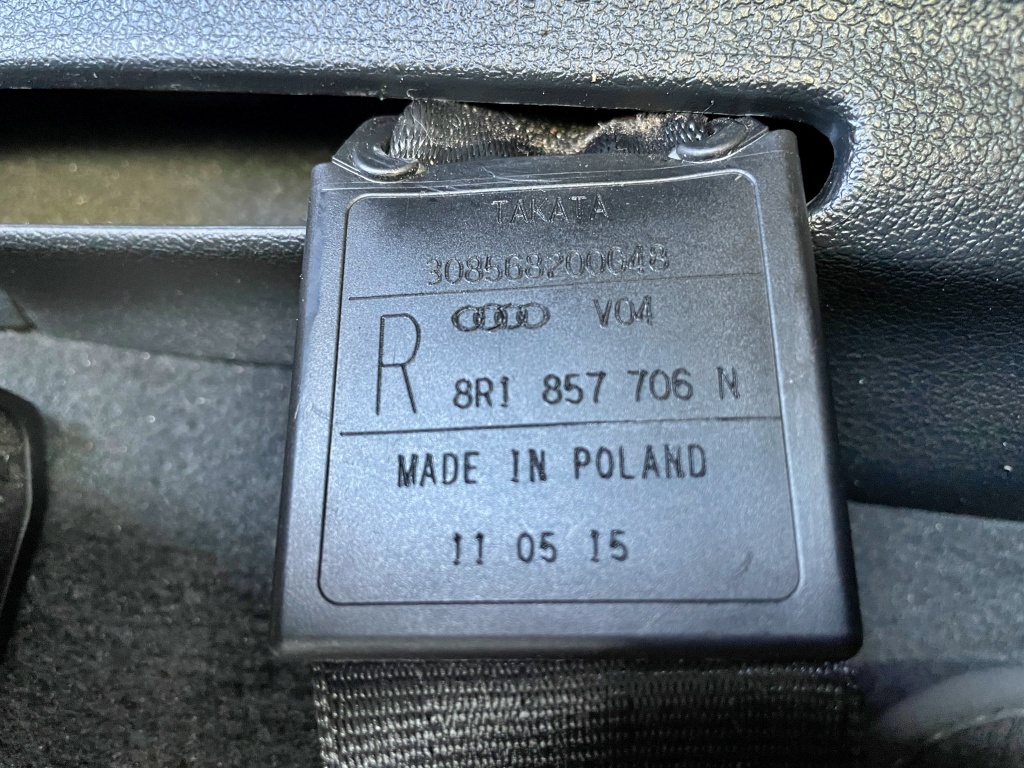 TAKATA
308568200648
R V04
8R1 857 706 N
MADE IN POLAND
11 05 15